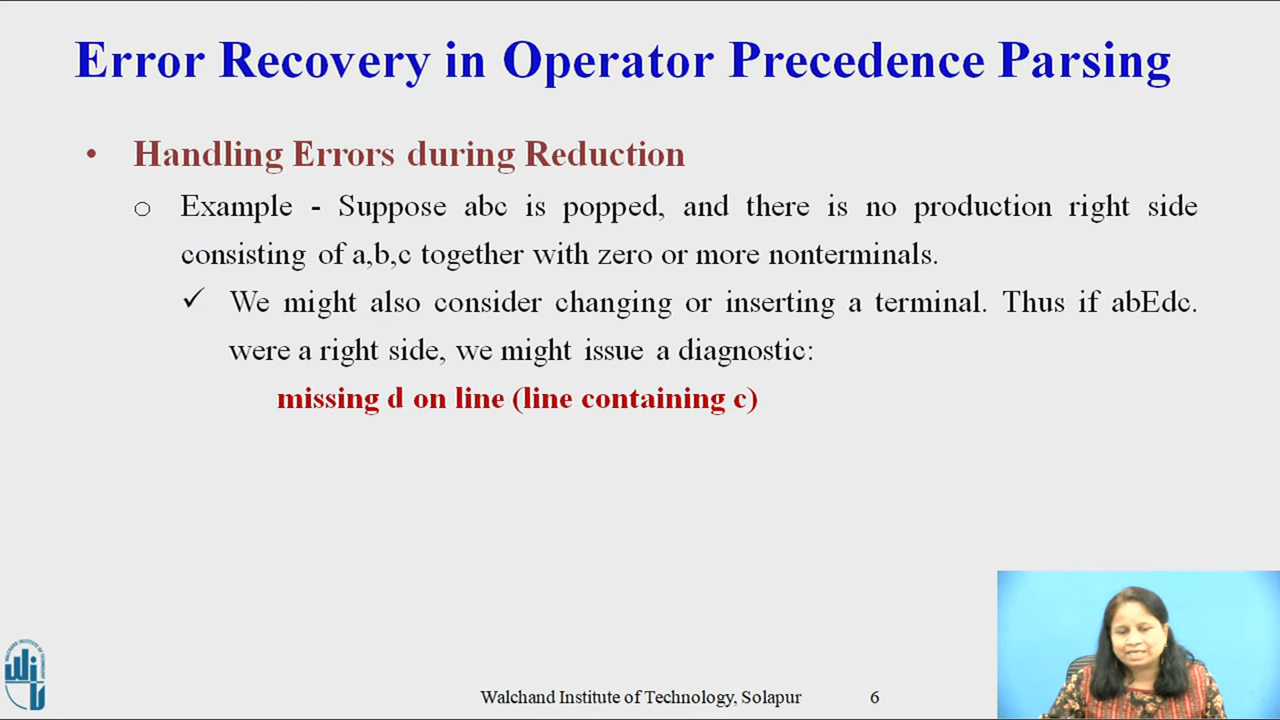 Error Recovery in Operator Precedence Parsing
• Handling Errors during Reduction
o Example - Suppose abc is popped, and there is no production right side
consisting of a,b,c together with zero or more nonterminals.
✓ We might also consider changing or inserting a terminal. Thus if abEdc.
were a right side, we might issue a diagnostic:
missing d on line (line containing c)
Walchand Institute of Technology, Solapur 6